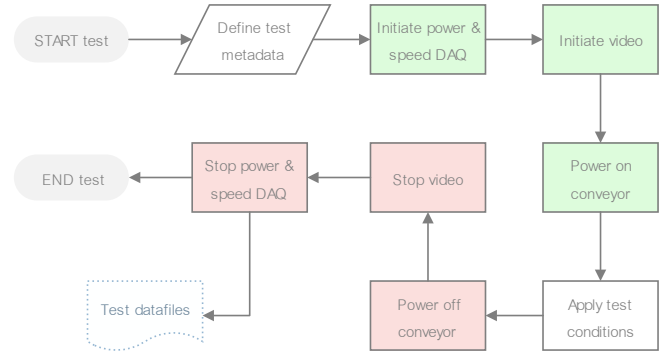 START test
Define test
metadata
Initiate power &
speed DAQ
Initiate video
Power on
conveyor
Apply test
conditions
Power off
conveyor
Stop video
Stop power &
speed DAQ
END test
Test datafiles